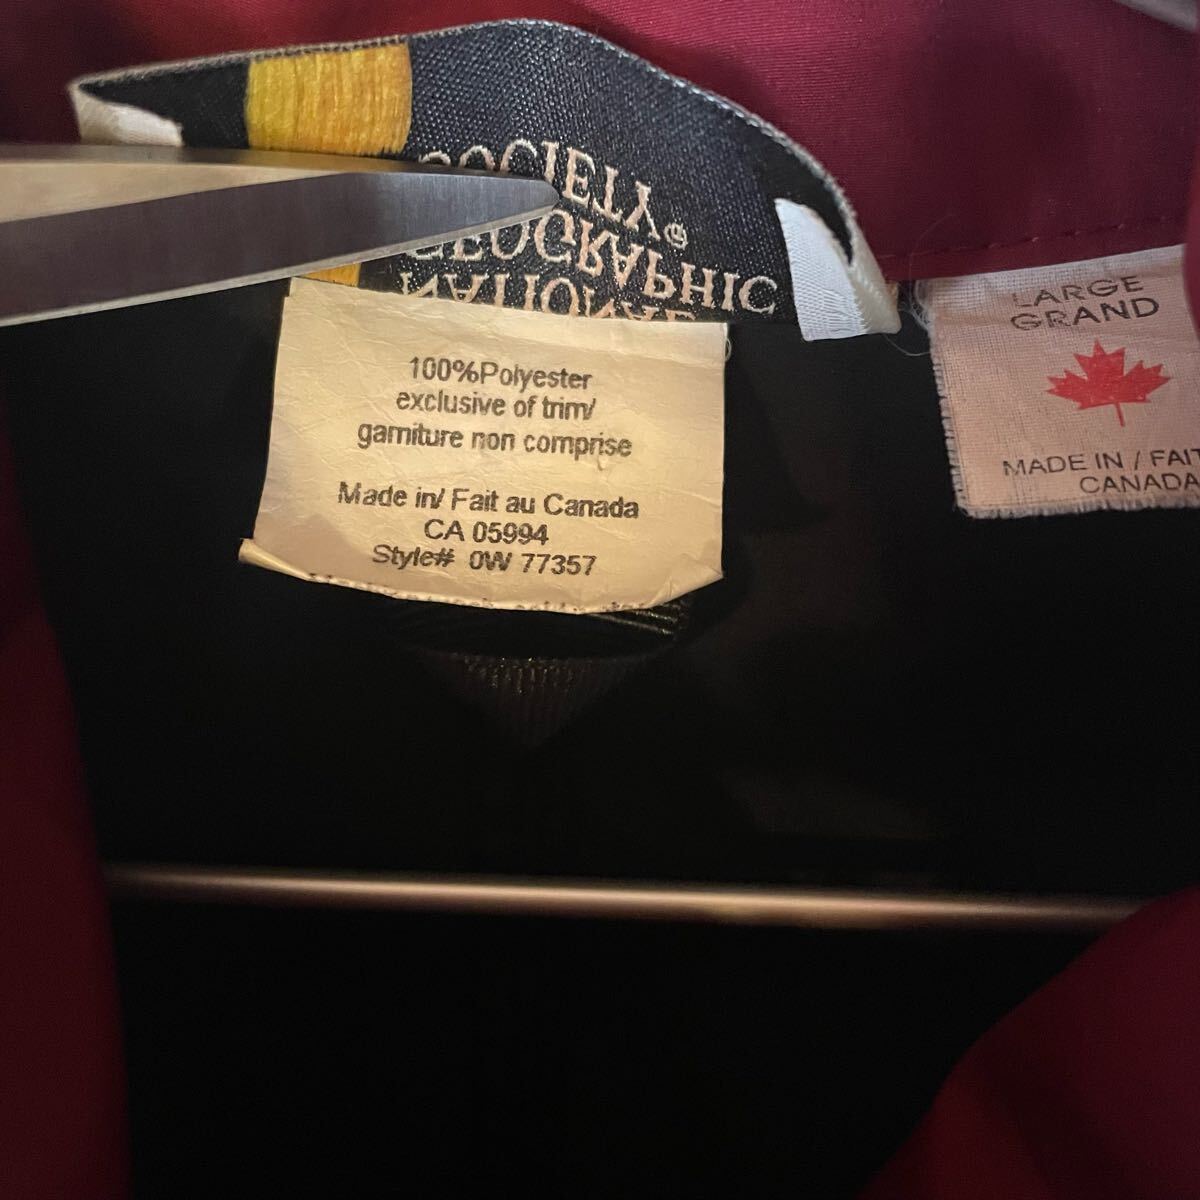 NATIONAL
GEOGRAPHIC
SOCIETY®
100%Polyester
exclusive of trim/
garniture non comprise
Made in/ Fait au Canada
CA 05994
Style# 0W 77357
LARGE
GRAND
MADE IN / FAIT
CANADA